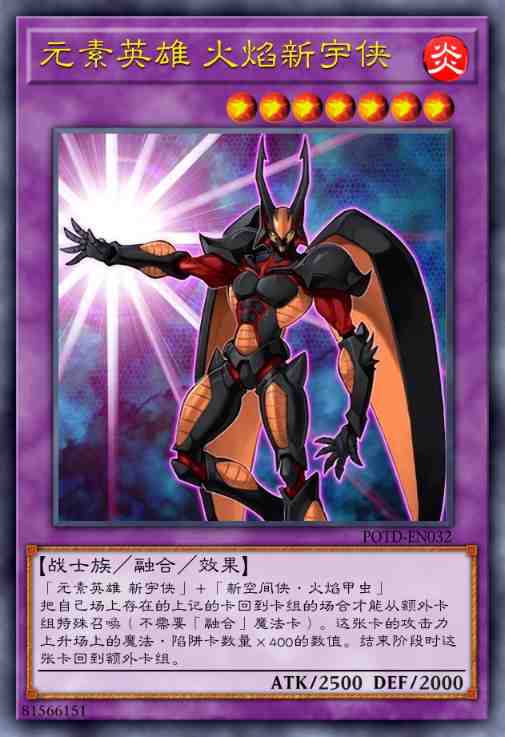 元素英雄 火焰新宇侠
炎
POTD-EN032
【战士族／融合／效果】
「元素英雄 新宇侠」+「新空间侠·火焰甲虫」
把自己场上存在的上记的卡回到卡组的场合才能从额外卡
组特殊召唤（不需要「融合」魔法卡）。这张卡的攻击力
上升场上的魔法·陷阱卡数量×400的数值。结束阶段时这
张卡回到额外卡组。
ATK/2500 DEF/2000
81566151